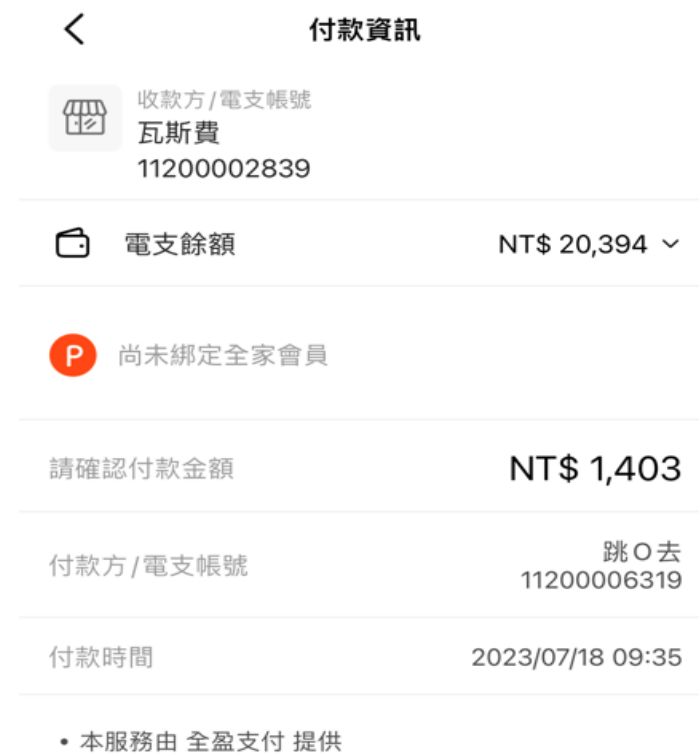 付款資訊
收款方/電支帳號
瓦斯費
11200002839
電支餘額 NT$ 20,394
P 尚未綁定全家會員
請確認付款金額 NT$ 1,403
付款方/電支帳號 跳O去
11200006319
付款時間 2023/07/18 09:35
• 本服務由 全盈支付 提供